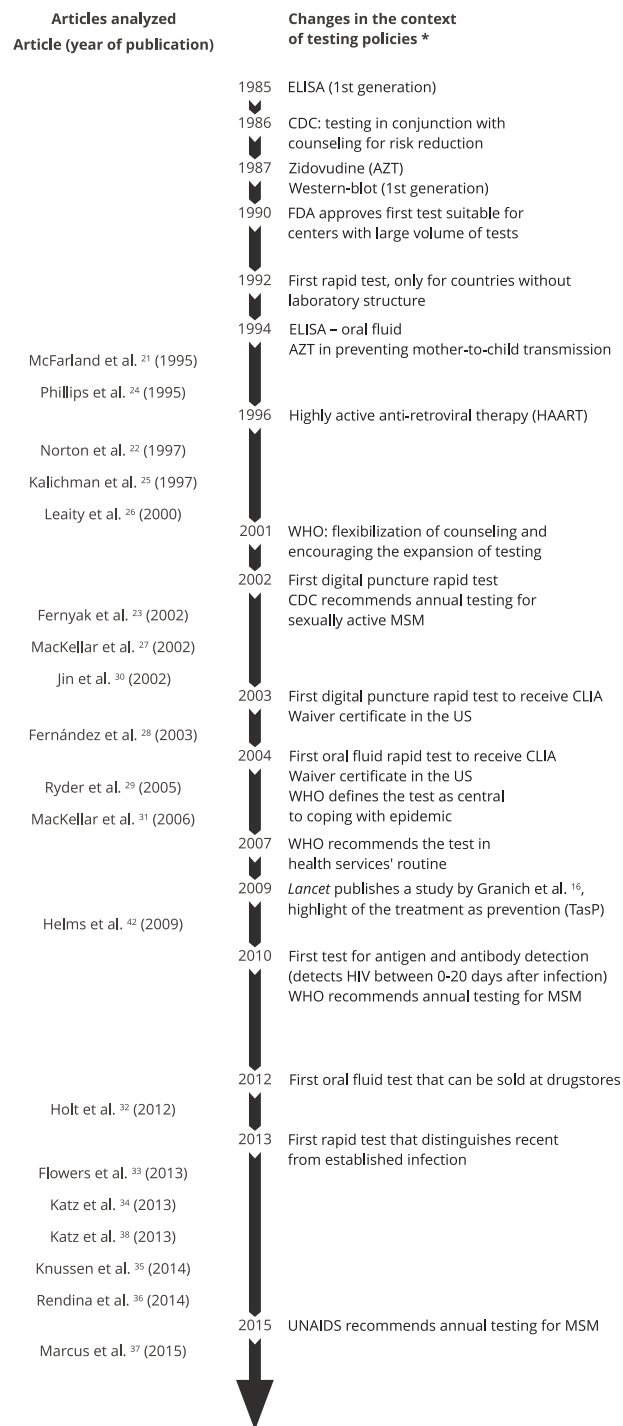 Articles analyzed
Article (year of publication)
Changes in the context
of testing policies *
1985 ELISA (1st generation)
1986 CDC: testing in conjunction with
counseling for risk reduction
1987 Zidovudine (AZT)
Western-blot (1st generation)
1990 FDA approves first test suitable for
centers with large volume of tests
1992 First rapid test, only for countries without
laboratory structure
1994 ELISA – oral fluid
AZT in preventing mother-to-child transmission
McFarland et al. 21 (1995)
Phillips et al. 24 (1995)
1996 Highly active anti-retroviral therapy (HAART)
Norton et al. 22 (1997)
Kalichman et al. 25 (1997)
Leaity et al. 26 (2000)
2001 WHO: flexibilization of counseling and
encouraging the expansion of testing
2002 First digital puncture rapid test
CDC recommends annual testing for
sexually active MSM
Fernyak et al. 23 (2002)
MacKellar et al. 27 (2002)
Jin et al. 30 (2002)
2003 First digital puncture rapid test to receive CLIA
Waiver certificate in the US
Fernández et al. 28 (2003)
2004 First oral fluid rapid test to receive CLIA
Waiver certificate in the US
WHO defines the test as central
to coping with epidemic
Ryder et al. 29 (2005)
MacKellar et al. 31 (2006)
2007 WHO recommends the test in
health services' routine
2009 Lancet publishes a study by Granich et al. 16,
highlight of the treatment as prevention (TasP)
Helms et al. 42 (2009)
2010 First test for antigen and antibody detection
(detects HIV between 0-20 days after infection)
WHO recommends annual testing for MSM
2012 First oral fluid test that can be sold at drugstores
Holt et al. 32 (2012)
2013 First rapid test that distinguishes recent
from established infection
Flowers et al. 33 (2013)
Katz et al. 34 (2013)
Katz et al. 38 (2013)
Knussen et al. 35 (2014)
Rendina et al. 36 (2014)
2015 UNAIDS recommends annual testing for MSM
Marcus et al. 37 (2015)